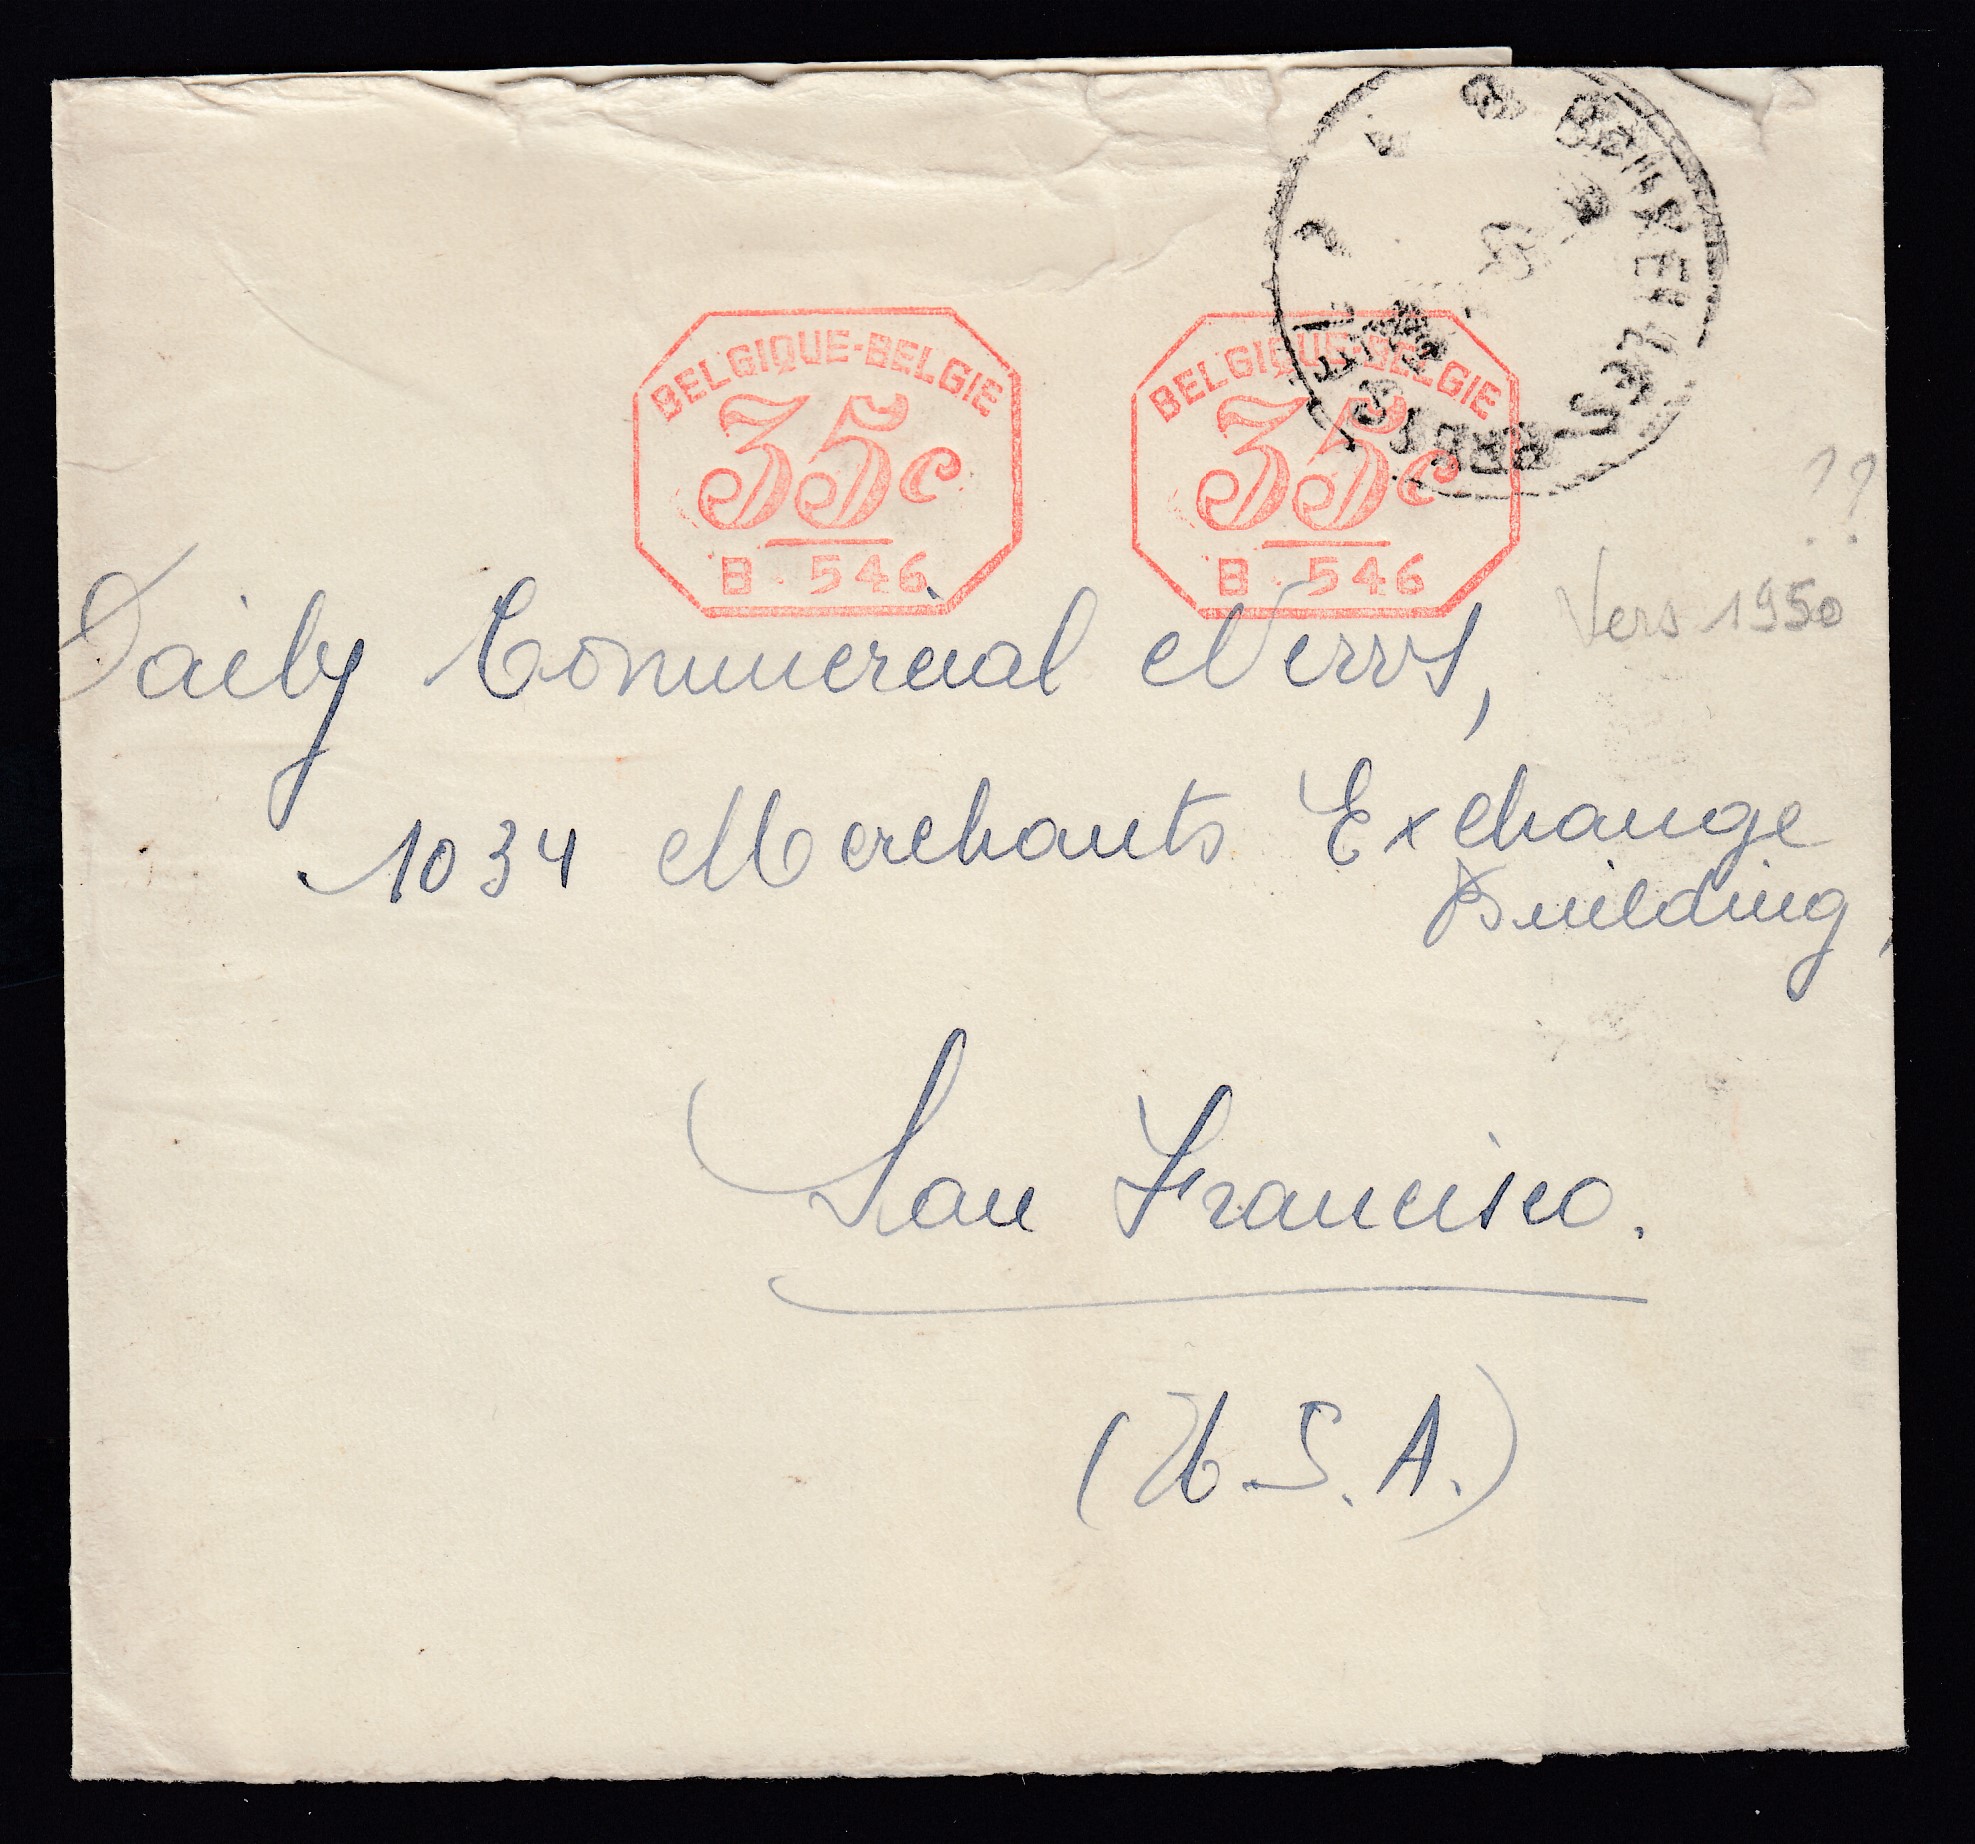 BELGIQUE-BELGIE
35c
B. 546
BELGIQUE-BELGIE
35c
B. 546
??
Vers 1950
Daily Commercial News,
1034 Merchants Exchange
Building,
San Francisco.
(U.S.A.)